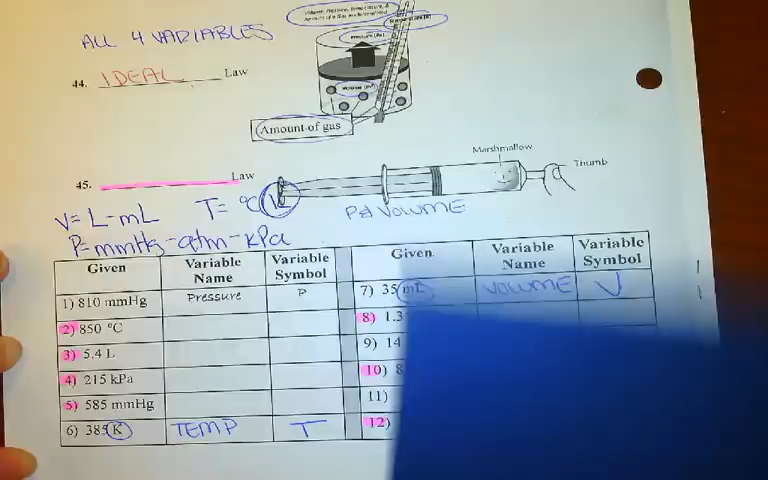 Volume, Pressure, Temperature, &
ALL 4 VARIABLES
44. IDEAL Law
Amount of gas
Marshmallow
Thumb
45. Law
V= L-mL T= °C K
P=mmHg-atm-kPa
P+VOLUME
Given Variable Name Variable Symbol Given Variable Name Variable Symbol
1) 810 mmHg Pressure P 7) 35 mL VOLUME V
2) 850 °C 8) 1.3
3) 5.4 L 9) 14
4) 215 kPa 10) 8
5) 585 mmHg 11)
6) 385 K TEMP T 12)